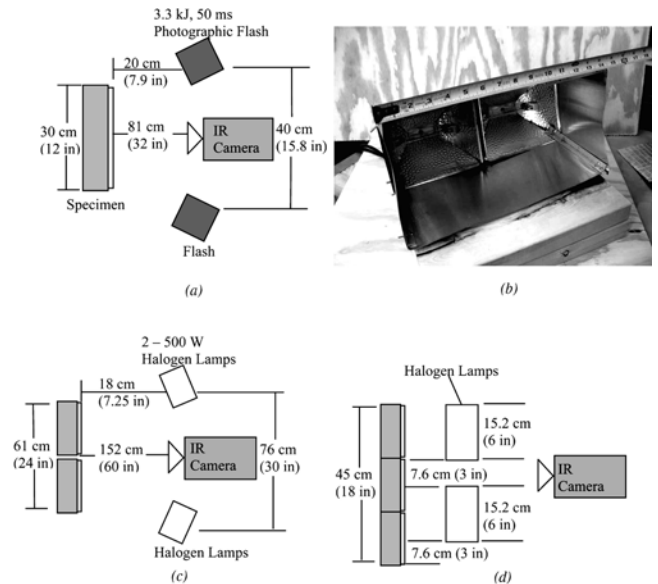 3.3 kJ, 50 ms
Photographic Flash
20 cm
(7.9 in)
30 cm
(12 in)
81 cm
(32 in)
IR
Camera
40 cm
(15.8 in)
Specimen
Flash
(a)
(b)
2 – 500 W
Halogen Lamps
18 cm
(7.25 in)
61 cm
(24 in)
152 cm
(60 in)
IR
Camera
76 cm
(30 in)
Halogen Lamps
(c)
Halogen Lamps
15.2 cm
(6 in)
45 cm
(18 in)
7.6 cm (3 in)
IR
Camera
15.2 cm
(6 in)
7.6 cm (3 in)
(d)